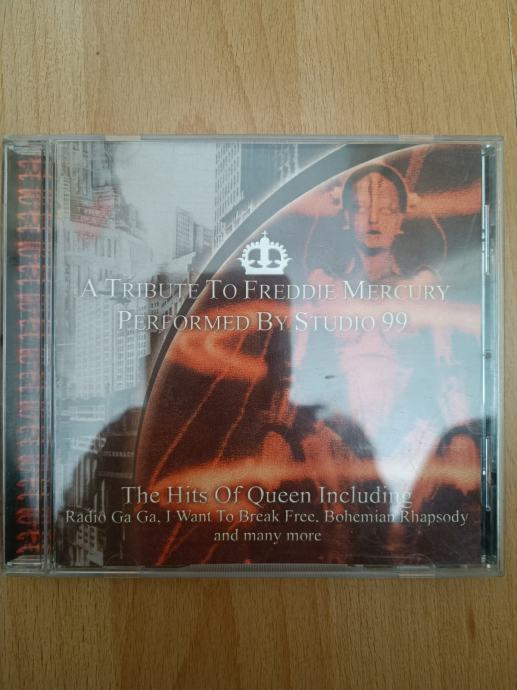 A Tribute To Freddie Mercury
Performed By Studio 99
The Hits Of Queen Including
Radio Ga Ga, I Want To Break Free, Bohemian Rhapsody
and many more